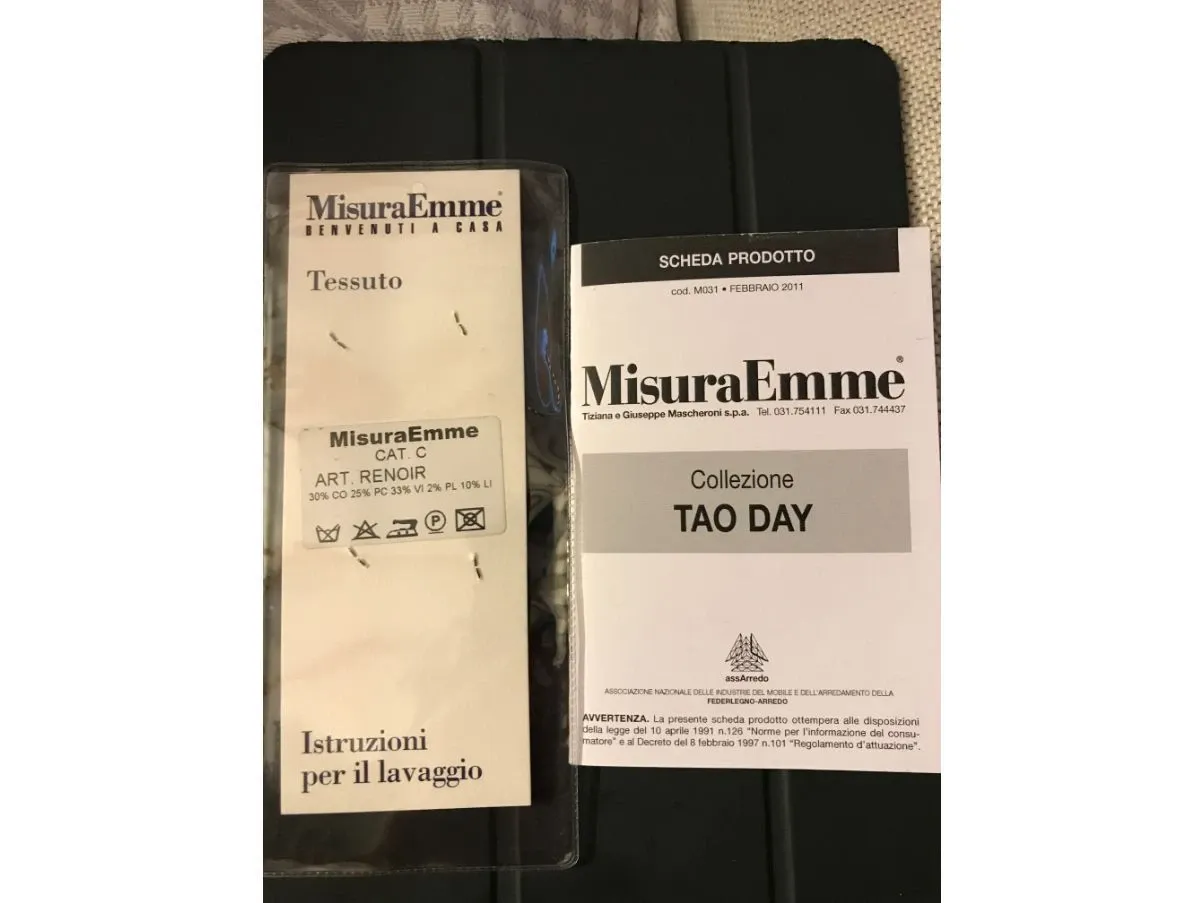 MisuraEmme®
BENVENUTI A CASA
Tessuto
MisuraEmme
CAT. C
ART. RENOIR
30% CO 25% PC 33% VI 2% PL 10% LI
P
Istruzioni
per il lavaggio
SCHEDA PRODOTTO
cod. M031 • FEBBRAIO 2011
MisuraEmme®
Tiziana e Giuseppe Mascheroni s.p.a. Tel. 031.754111 Fax 031.744437
Collezione
TAO DAY
assArredo
ASSOCIAZIONE NAZIONALE DELLE INDUSTRIE DEL MOBILE E DELL'ARREDAMENTO DELLA
FEDERLEGNO-ARREDO
AVVERTENZA. La presente scheda prodotto ottempera alle disposizioni
della legge del 10 aprile 1991 n.126 "Norme per l'informazione del consu-
matore" e al Decreto del 8 febbraio 1997 n.101 "Regolamento d'attuazione".